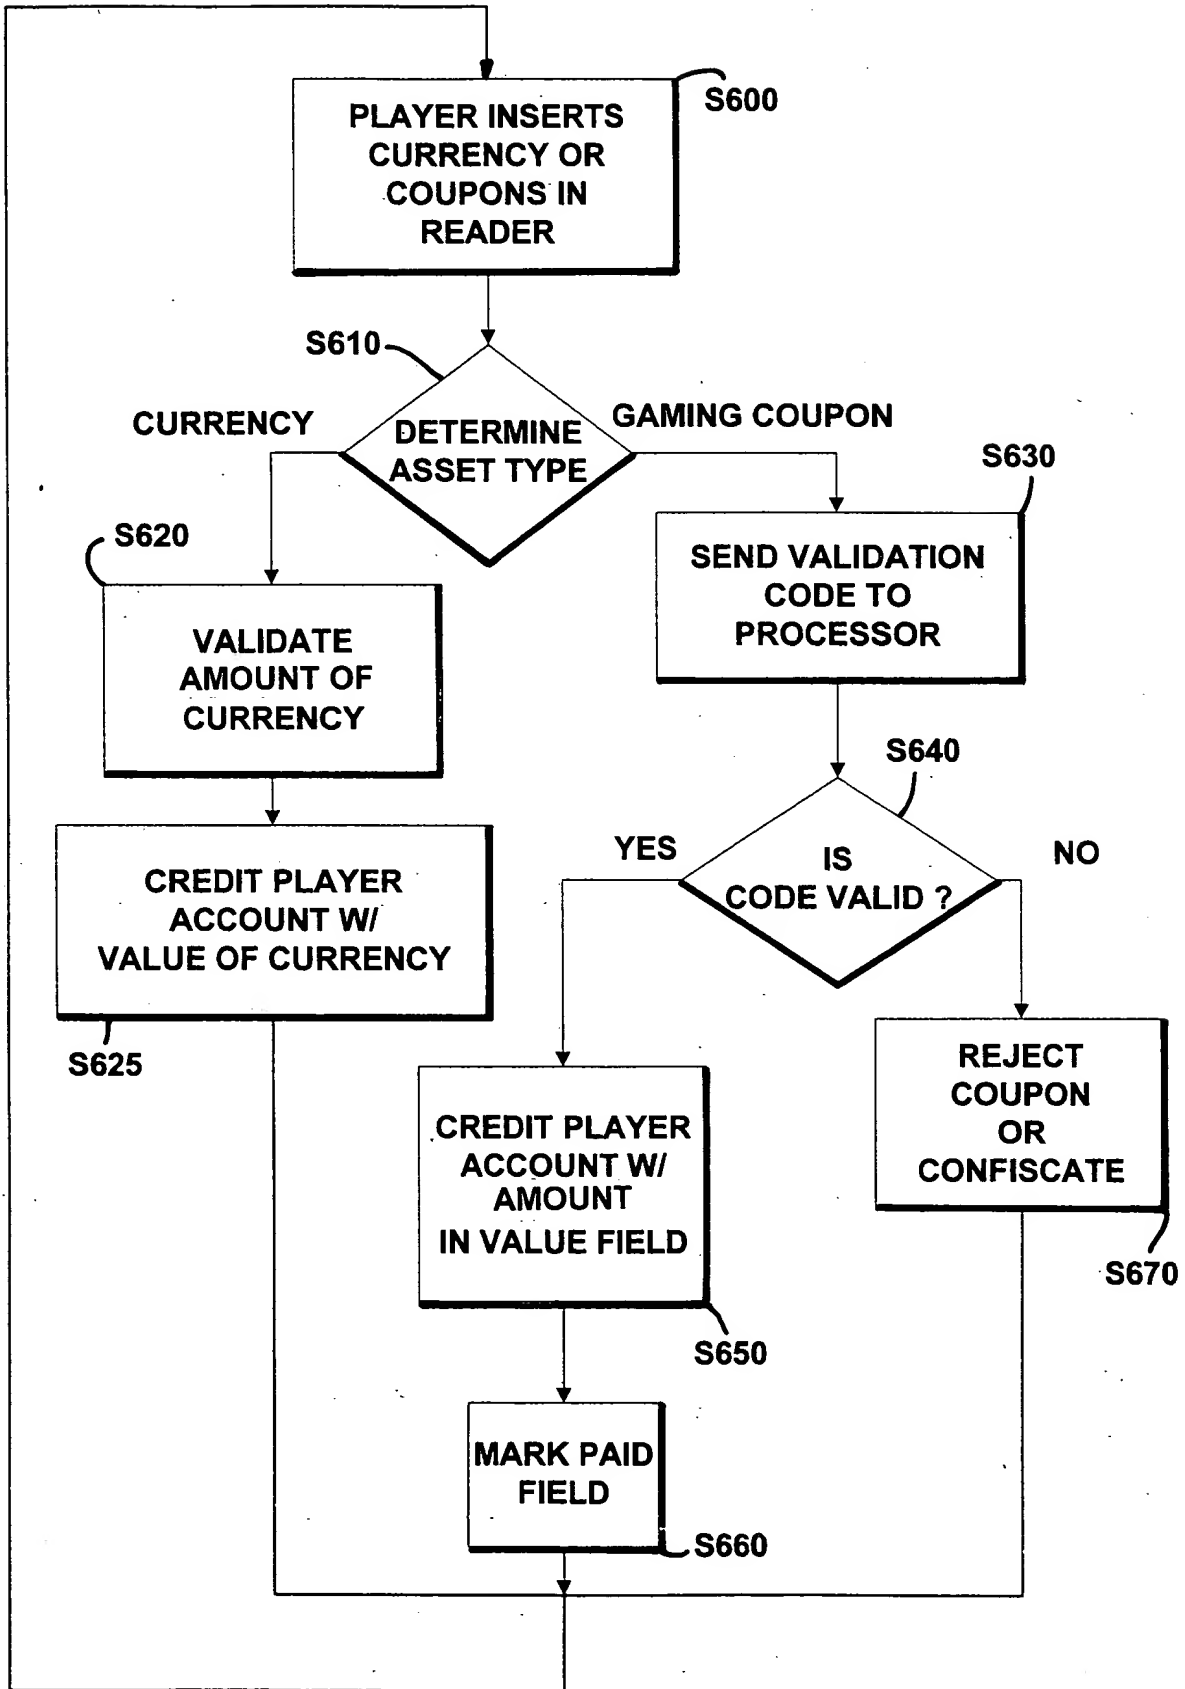 S600
PLAYER INSERTS
CURRENCY OR
COUPONS IN
READER
S610
CURRENCY
GAMING COUPON
DETERMINE
ASSET TYPE
S620
VALIDATE
AMOUNT OF
CURRENCY
S630
SEND VALIDATION
CODE TO
PROCESSOR
S640
YES
NO
IS
CODE VALID ?
CREDIT PLAYER
ACCOUNT W/
VALUE OF CURRENCY
S625
CREDIT PLAYER
ACCOUNT W/
AMOUNT
IN VALUE FIELD
S650
REJECT
COUPON
OR
CONFISCATE
S670
MARK PAID
FIELD
S660